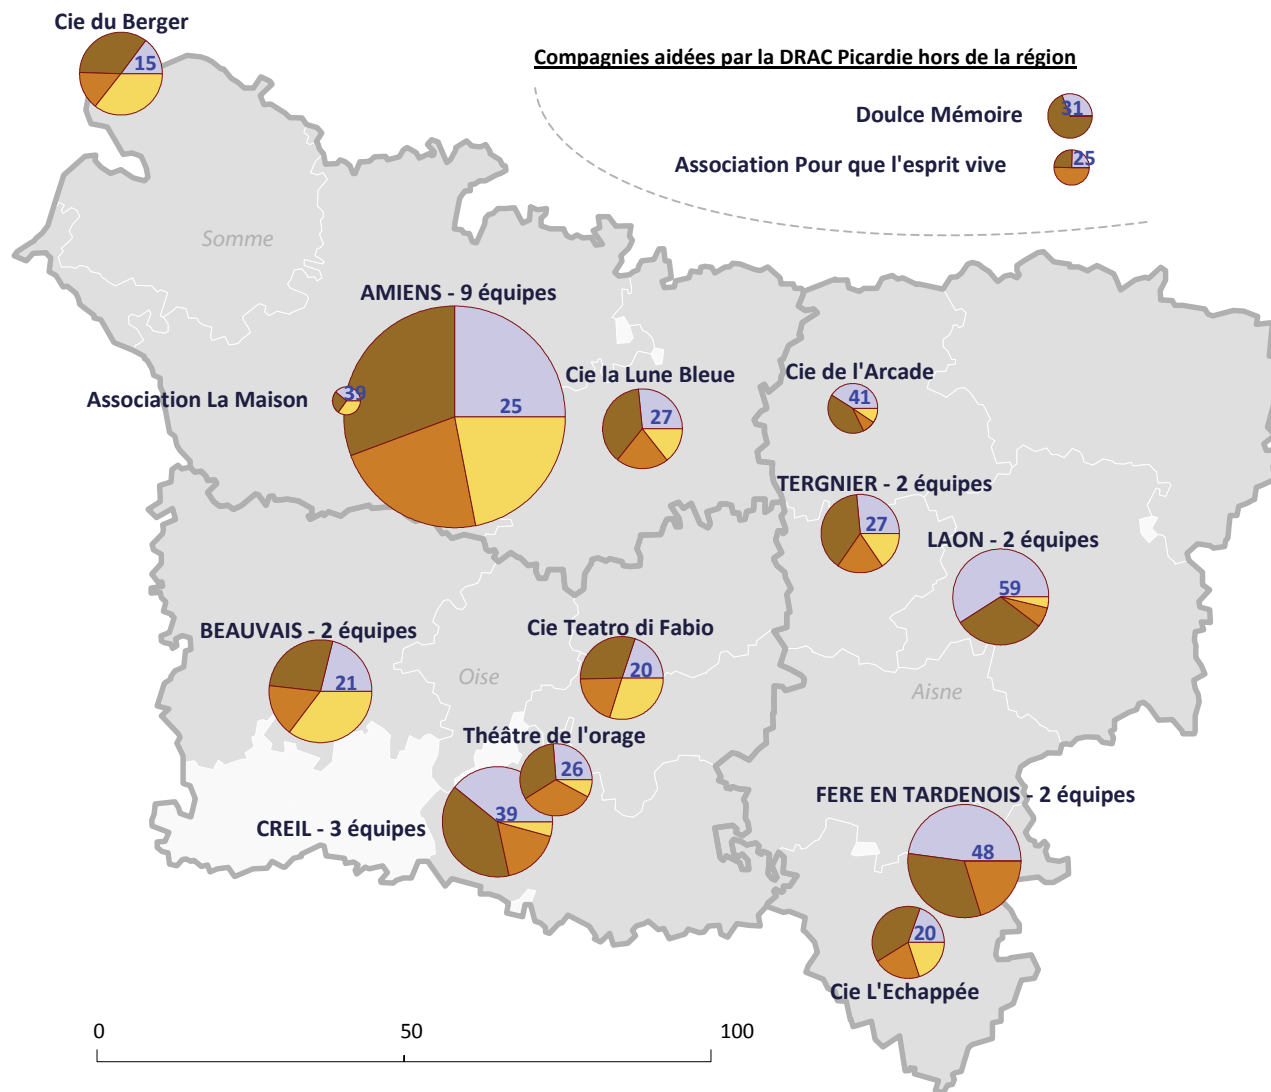 Cie du Berger
15
Compagnies aidées par la DRAC Picardie hors de la région
Doulce Mémoire
31
Association Pour que l'esprit vive
25
Somme
AMIENS - 9 équipes
25
Association La Maison
39
Cie la Lune Bleue
27
Cie de l'Arcade
41
TERGNIER - 2 équipes
27
LAON - 2 équipes
59
BEAUVAIS - 2 équipes
21
Oise
Cie Teatro di Fabio
20
Aisne
Théâtre de l'orage
26
CREIL - 3 équipes
39
FERE EN TARDENOIS - 2 équipes
48
20
Cie L'Echappée
0 50 100